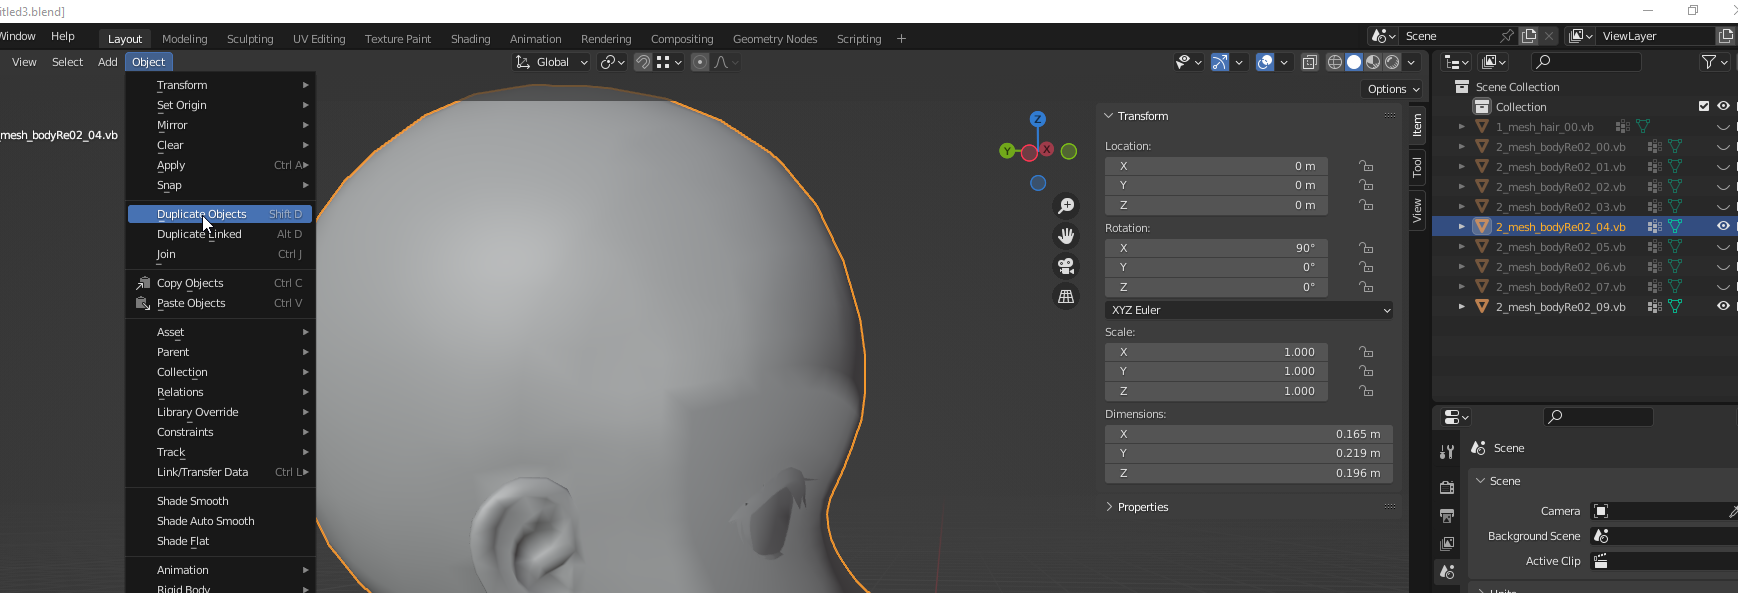 itled3.blend]
Window Help Layout Modeling Sculpting UV Editing Texture Paint Shading Animation Rendering Compositing Geometry Nodes Scripting + Scene ViewLayer
View Select Add Object Global
Options
mesh_bodyRe02_04.vb
Transform
Set Origin
Mirror
Clear
Apply Ctrl A
Snap
Duplicate Objects Shift D
Duplicate Linked Alt D
Join Ctrl J
Copy Objects Ctrl C
Paste Objects Ctrl V
Asset
Parent
Collection
Relations
Library Override
Constraints
Track
Link/Transfer Data Ctrl L
Shade Smooth
Shade Auto Smooth
Shade Flat
Animation
Rigid Body
Z
Y
X
Transform
Location:
X 0 m
Y 0 m
Z 0 m
Rotation:
X 90°
Y 0°
Z 0°
XYZ Euler
Scale:
X 1.000
Y 1.000
Z 1.000
Dimensions:
X 0.165 m
Y 0.219 m
Z 0.196 m
Properties
Item
Tool
View
Scene Collection
Collection
1_mesh_hair_00.vb
2_mesh_bodyRe02_00.vb
2_mesh_bodyRe02_01.vb
2_mesh_bodyRe02_02.vb
2_mesh_bodyRe02_03.vb
2_mesh_bodyRe02_04.vb
2_mesh_bodyRe02_05.vb
2_mesh_bodyRe02_06.vb
2_mesh_bodyRe02_07.vb
2_mesh_bodyRe02_09.vb
Scene
Scene
Camera
Background Scene
Active Clip
Units